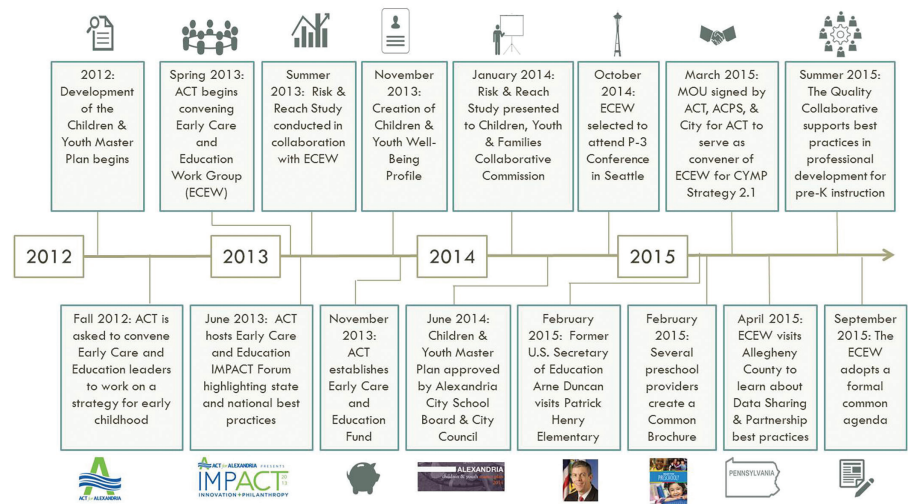 2012:
Development
of the
Children &
Youth Master
Plan begins
Spring 2013:
ACT begins
convening
Early Care
and
Education
Work Group
(ECEW)
Summer
2013: Risk &
Reach Study
conducted in
collaboration
with ECEW
November
2013:
Creation of
Children &
Youth Well-
Being
Profile
January 2014:
Risk & Reach
Study presented
to Children, Youth
& Families
Collaborative
Commission
October
2014:
ECEW
selected to
attend P-3
Conference
in Seattle
March 2015:
MOU signed by
ACT, ACPS, &
City for ACT to
serve as
convener of
ECEW for CYMP
Strategy 2.1
Summer 2015:
The Quality
Collaborative
supports best
practices in
professional
development for
pre-K instruction
2012
2013
2014
2015
Fall 2012: ACT is
asked to convene
Early Care and
Education leaders
to work on a
strategy for early
childhood
June 2013: ACT
hosts Early Care
and Education
IMPACT Forum
highlighting state
and national best
practices
November
2013:
ACT
establishes
Early Care
and
Education
Fund
June 2014:
Children &
Youth Master
Plan approved
by Alexandria
City School
Board & City
Council
February
2015: Former
U.S. Secretary
of Education
Arne Duncan
visits Patrick
Henry
Elementary
February
2015:
Several
preschool
providers
create a
Common
Brochure
April 2015:
ECEW visits
Allegheny
County to
learn about
Data Sharing
& Partnership
best practices
September
2015: The
ECEW
adopts a
formal
common
agenda
ACT for ALEXANDRIA
ACT for ALEXANDRIA PRESENTS
IMPACT
2013
INNOVATION+PHILANTHROPY
ALEXANDRIA
children & youth
PRESCHOOL?
PENNSYLVANIA